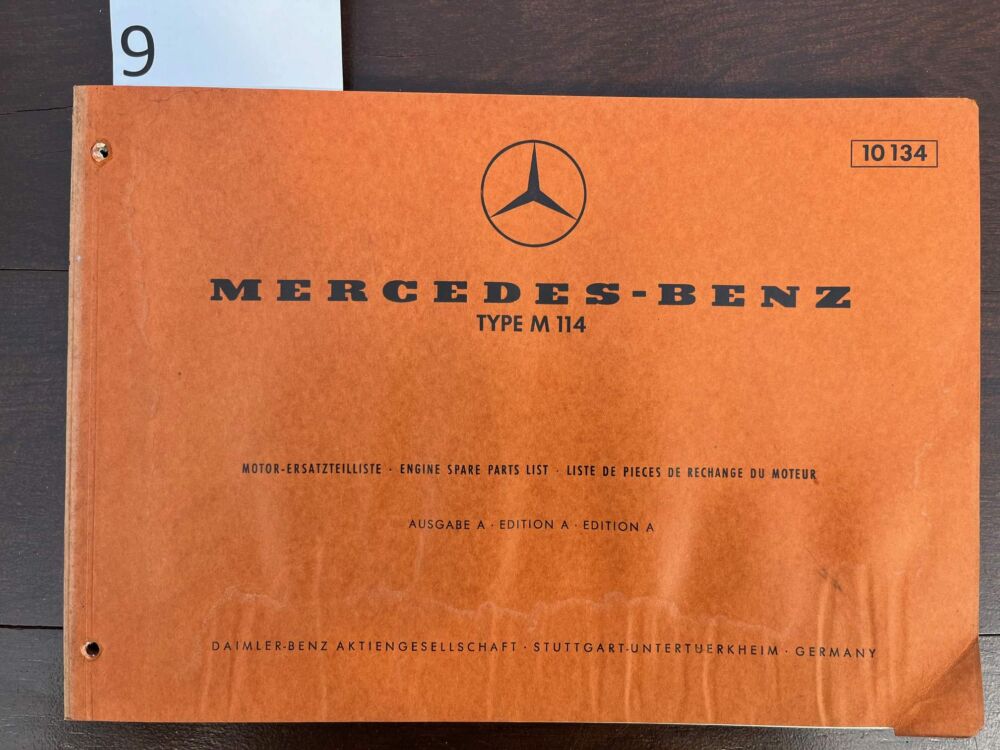 9
10 134
MERCEDES-BENZ
TYPE M 114
MOTOR-ERSATZTEILLISTE · ENGINE SPARE PARTS LIST · LISTE DE PIECES DE RECHANGE DU MOTEUR
AUSGABE A · EDITION A · EDITION A
DAIMLER-BENZ AKTIENGESELLSCHAFT · STUTTGART-UNTERTUERKHEIM · GERMANY